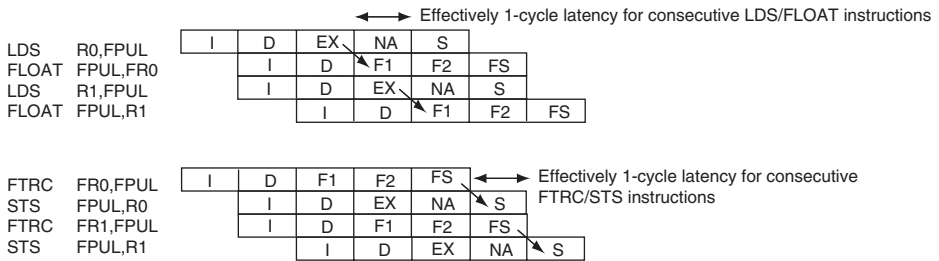 Effectively 1-cycle latency for consecutive LDS/FLOAT instructions
LDS R0,FPUL I D EX NA S
FLOAT FPUL,FR0 I D F1 F2 FS
LDS R1,FPUL I D EX NA S
FLOAT FPUL,R1 I D F1 F2 FS
FTRC FR0,FPUL I D F1 F2 FS
Effectively 1-cycle latency for consecutive
FTRC/STS instructions
STS FPUL,R0 I D EX NA S
FTRC FR1,FPUL I D F1 F2 FS
STS FPUL,R1 I D EX NA S